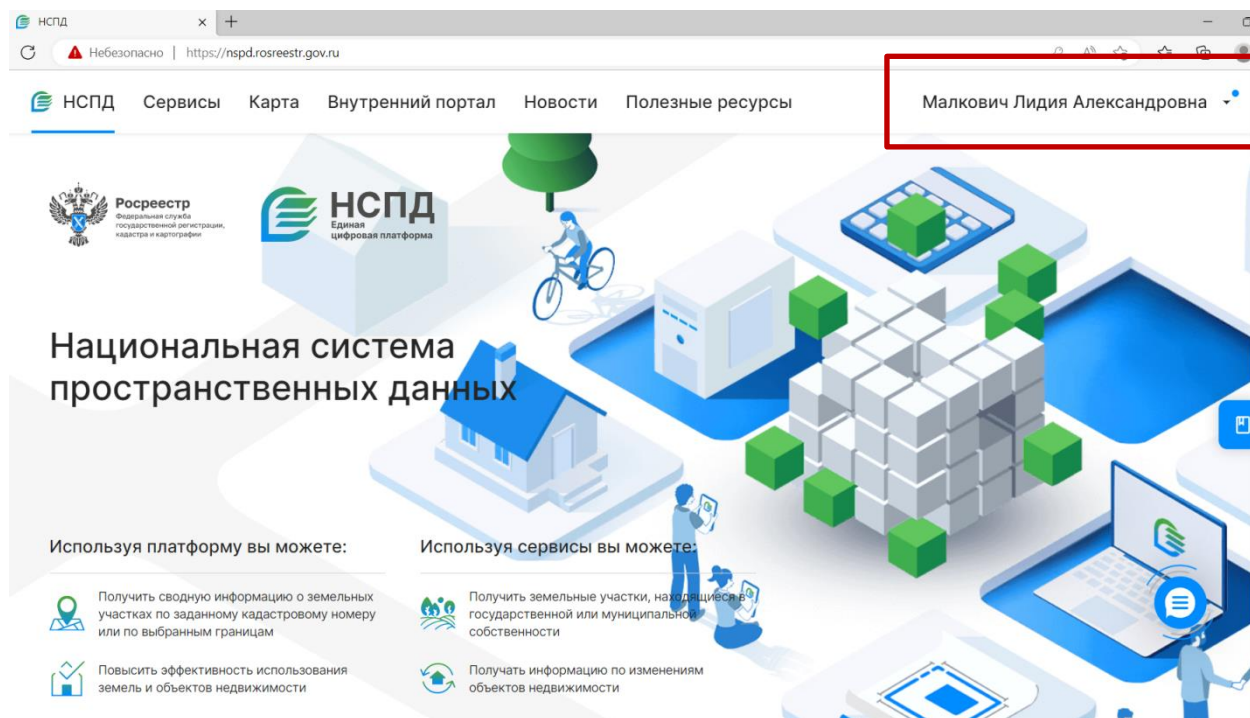 НСПД
Небезопасно | https://nspd.rosreestr.gov.ru
НСПД Сервисы Карта Внутренний портал Новости Полезные ресурсы Малкович Лидия Александровна
Росреестр
Федеральная служба
государственной регистрации,
кадастра и картографии
НСПД
Единая
цифровая платформа
Национальная система
пространственных данных
Используя платформу вы можете:
Получить сводную информацию о земельных
участках по заданному кадастровому номеру
или по выбранным границам
Повысить эффективность использования
земель и объектов недвижимости
Используя сервисы вы можете:
Получить земельные участки, находящиеся в
государственной или муниципальной
собственности
Получать информацию по изменениям
объектов недвижимости